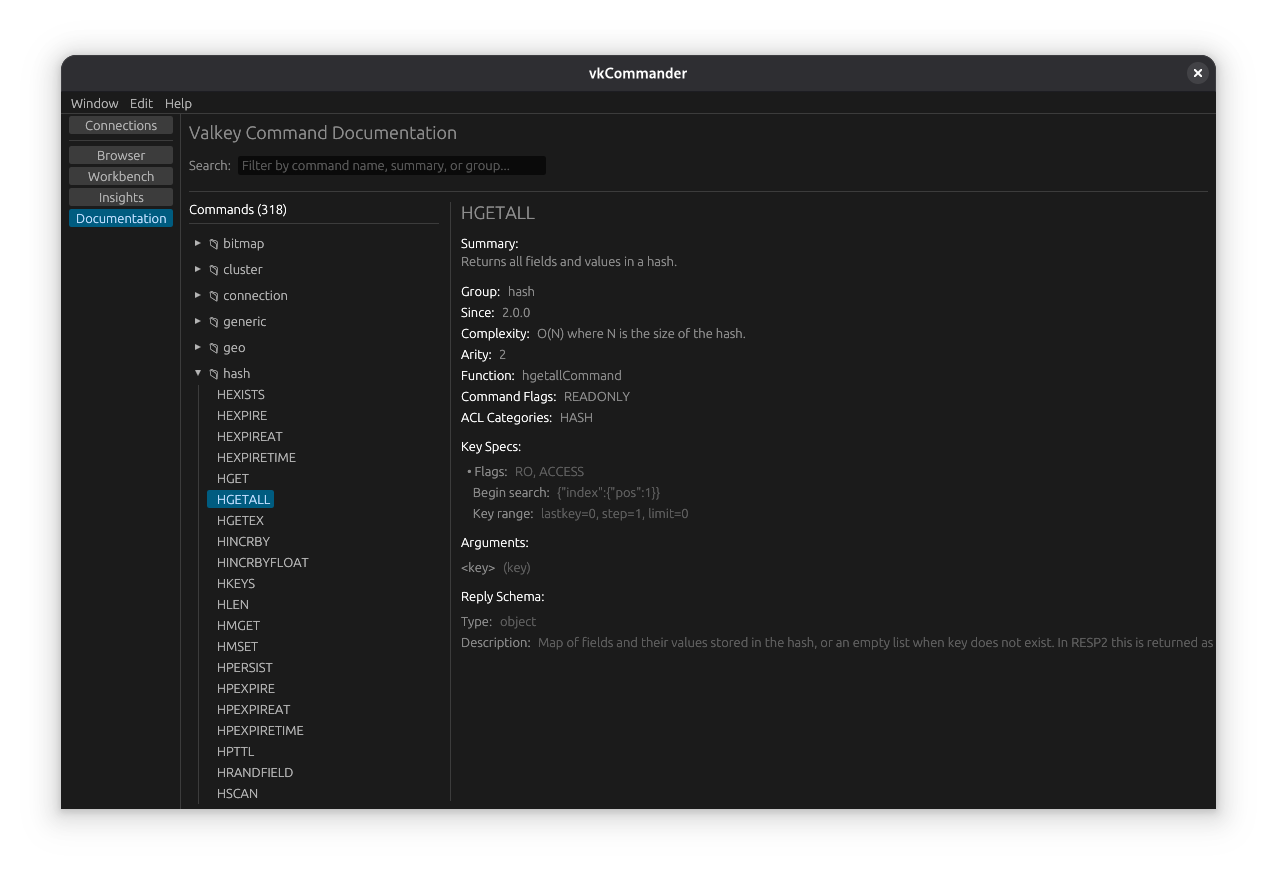 vkCommander
Window Edit Help
Connections
Browser
Workbench
Insights
Documentation
Valkey Command Documentation
Search: Filter by command name, summary, or group...
Commands (318)
bitmap
cluster
connection
generic
geo
hash
HEXISTS
HEXPIRE
HEXPIREAT
HEXPIRETIME
HGET
HGETALL
HGETEX
HINCRBY
HINCRBYFLOAT
HKEYS
HLEN
HMGET
HMSET
HPERSIST
HPEXPIRE
HPEXPIREAT
HPEXPIRETIME
HPTTL
HRANDFIELD
HSCAN
HGETALL
Summary:
Returns all fields and values in a hash.
Group: hash
Since: 2.0.0
Complexity: O(N) where N is the size of the hash.
Arity: 2
Function: hgetallCommand
Command Flags: READONLY
ACL Categories: HASH
Key Specs:
• Flags: RO, ACCESS
Begin search: {"index":{"pos":1}}
Key range: lastkey=0, step=1, limit=0
Arguments:
<key> (key)
Reply Schema:
Type: object
Description: Map of fields and their values stored in the hash, or an empty list when key does not exist. In RESP2 this is returned as